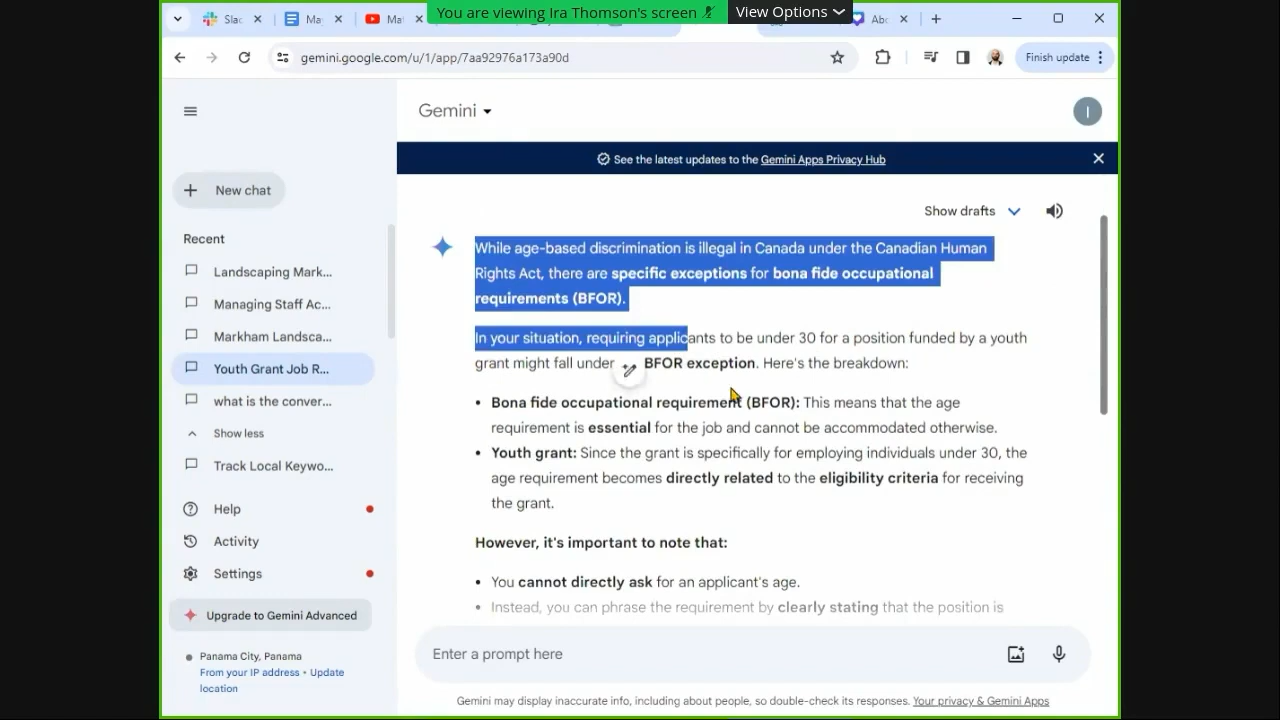 You are viewing Ira Thomson's screen
View Options
Slac
May
Mai
Abc
gemini.google.com/u/1/app/7aa92976a173a90d
Finish update
Gemini
I
See the latest updates to the Gemini Apps Privacy Hub
New chat
Show drafts
Recent
Landscaping Mark...
Managing Staff Ac...
Markham Landsca...
Youth Grant Job R...
what is the conver...
Show less
Track Local Keywo...
Help
Activity
Settings
Upgrade to Gemini Advanced
Panama City, Panama
From your IP address • Update
location
While age-based discrimination is illegal in Canada under the Canadian Human
Rights Act, there are specific exceptions for bona fide occupational
requirements (BFOR).
In your situation, requiring applicants to be under 30 for a position funded by a youth
grant might fall under BFOR exception. Here's the breakdown:
• Bona fide occupational requirement (BFOR): This means that the age
requirement is essential for the job and cannot be accommodated otherwise.
• Youth grant: Since the grant is specifically for employing individuals under 30, the
age requirement becomes directly related to the eligibility criteria for receiving
the grant.
However, it's important to note that:
• You cannot directly ask for an applicant's age.
• Instead, you can phrase the requirement by clearly stating that the position is
Enter a prompt here
Gemini may display inaccurate info, including about people, so double-check its responses. Your privacy & Gemini Apps